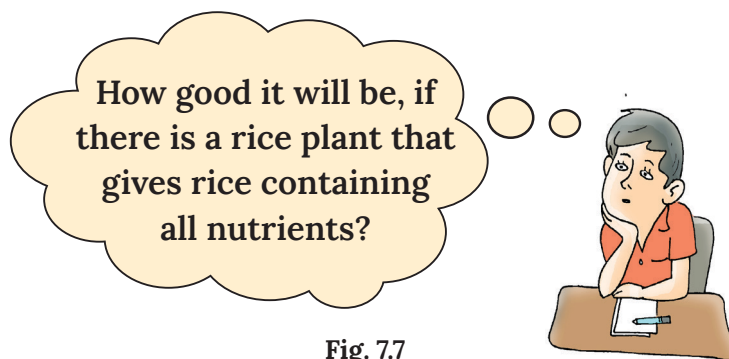 How good it will be, if
there is a rice plant that
gives rice containing
all nutrients?
Fig. 7.7